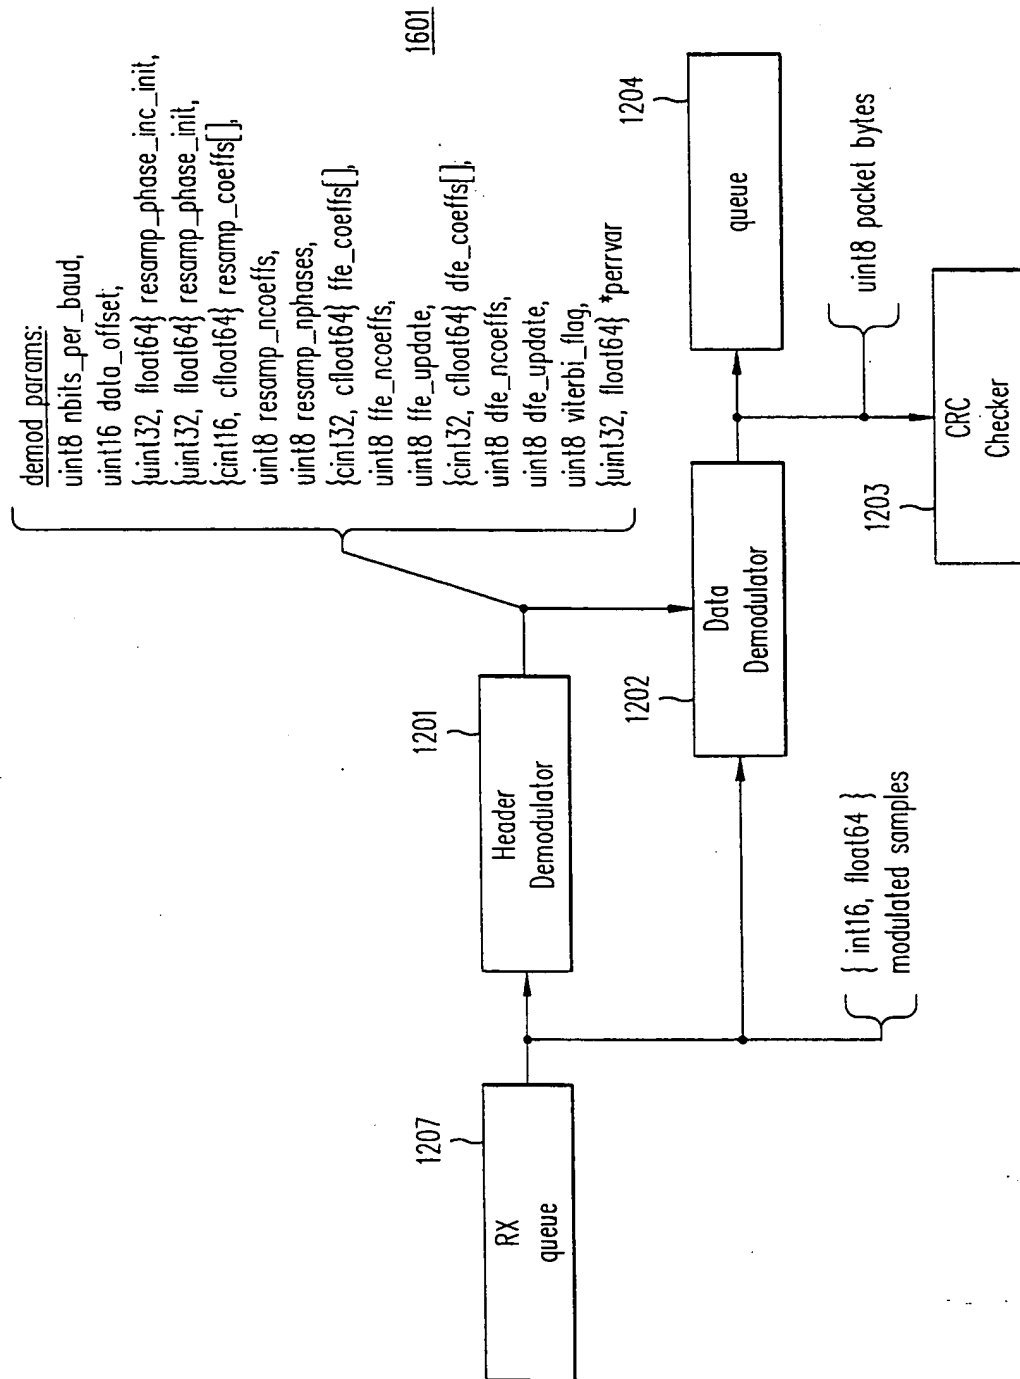 demod params:
uint8 nbits_per_baud,
uint16 data_offset,
{uint32, float64} resamp_phase_inc_init,
{uint32, float64} resamp_phase_init,
{cint16, cfloat64} resamp_coeffs[],
uint8 resamp_ncoeffs,
uint8 resamp_nphases,
{cint32, cfloat64} ffe_coeffs[],
uint8 ffe_ncoeffs,
uint8 ffe_update,
{cint32, cfloat64} dfe_coeffs[],
uint8 dfe_ncoeffs,
uint8 dfe_update,
uint8 viterbi_flag,
{uint32, float64} *perrvar
1601
1207
RX
queue
1201
Header
Demodulator
{ int16, float64 }
modulated samples
1202
Data
Demodulator
1204
queue
uint8 packet bytes
1203
CRC
Checker